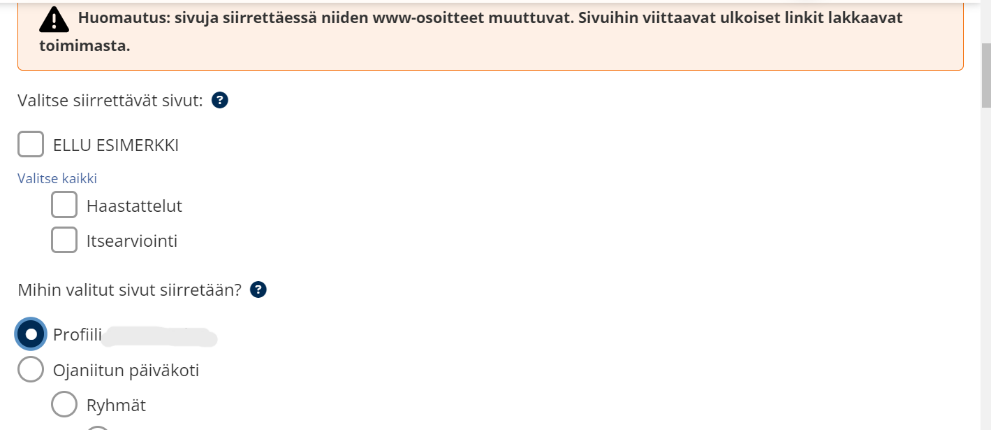 Huomautus: sivuja siirrettäessä niiden www-osoitteet muuttuvat. Sivuihin viittaavat ulkoiset linkit lakkaavat
toimimasta.
Valitse siirrettävät sivut: ?
ELLU ESIMERKKI
Valitse kaikki
Haastattelut
Itsearviointi
Mihin valitut sivut siirretään? ?
Profiili
Ojaniitun päiväkoti
Ryhmät